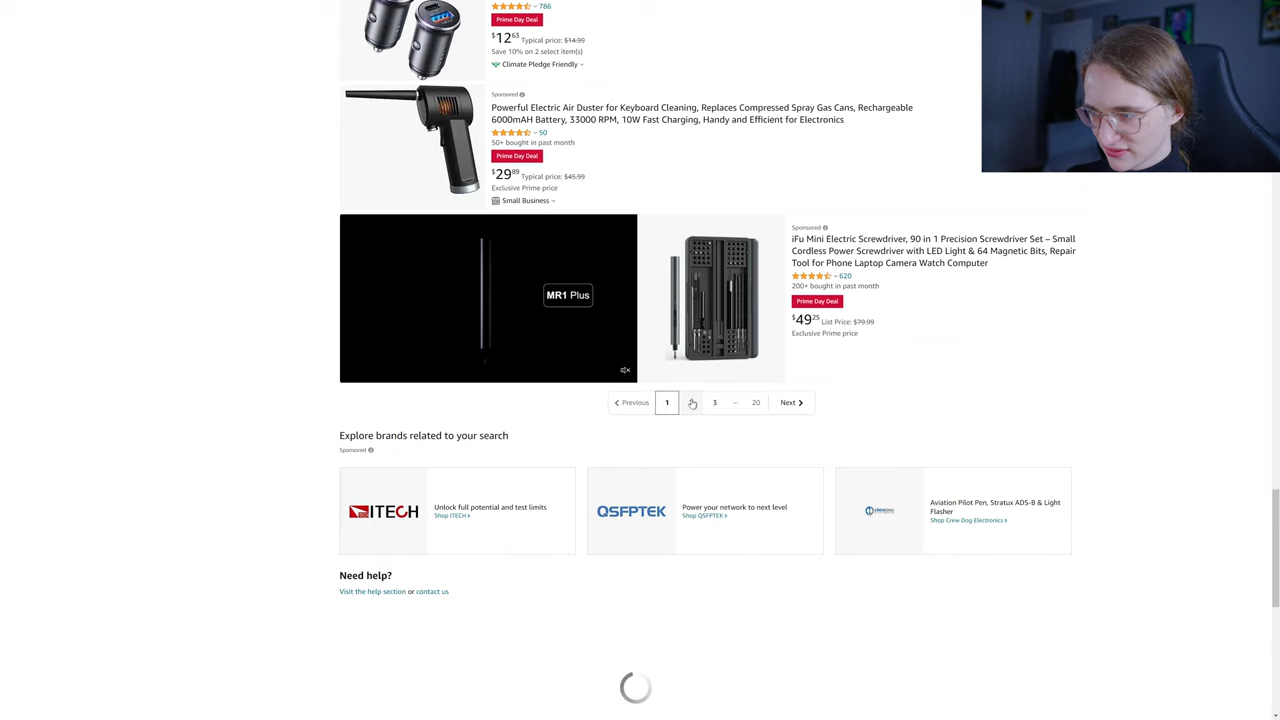 786
Prime Day Deal
$12 63 Typical price: $14.99
Save 10% on 2 select item(s)
Climate Pledge Friendly
Sponsored
Powerful Electric Air Duster for Keyboard Cleaning, Replaces Compressed Spray Gas Cans, Rechargeable
6000mAH Battery, 33000 RPM, 10W Fast Charging, Handy and Efficient for Electronics
50
50+ bought in past month
Prime Day Deal
$29 89 Typical price: $45.99
Exclusive Prime price
Small Business
MR1 Plus
Sponsored
iFu Mini Electric Screwdriver, 90 in 1 Precision Screwdriver Set – Small
Cordless Power Screwdriver with LED Light & 64 Magnetic Bits, Repair
Tool for Phone Laptop Camera Watch Computer
620
200+ bought in past month
Prime Day Deal
$49 25 List Price: $79.99
Exclusive Prime price
Previous 1 3 ... 20 Next
Explore brands related to your search
Sponsored
ITECH
Unlock full potential and test limits
Shop ITECH
QSFPTEK
Power your network to next level
Shop QSFPTEK
Aviation Pilot Pen, Stratux ADS-B & Light
Flasher
Shop Crew Dog Electronics
Need help?
Visit the help section or contact us